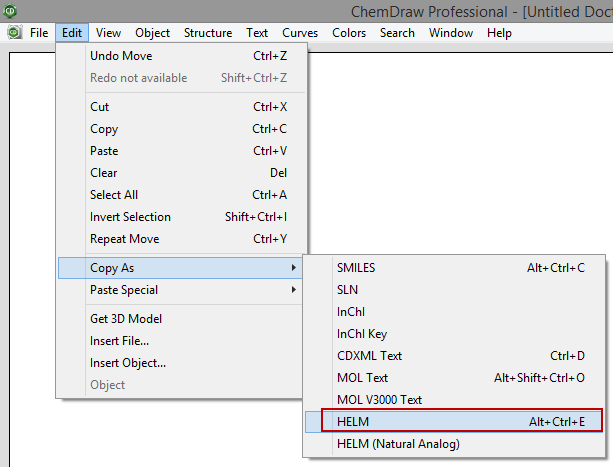 ChemDraw Professional - [Untitled Doc
File Edit View Object Structure Text Curves Colors Search Window Help
Undo Move Ctrl+Z
Redo not available Shift+Ctrl+Z
Cut Ctrl+X
Copy Ctrl+C
Paste Ctrl+V
Clear Del
Select All Ctrl+A
Invert Selection Shift+Ctrl+I
Repeat Move Ctrl+Y
Copy As
Paste Special
Get 3D Model
Insert File...
Insert Object...
Object
SMILES Alt+Ctrl+C
SLN
InChI
InChI Key
CDXML Text Ctrl+D
MOL Text Alt+Shift+Ctrl+O
MOL V3000 Text
HELM Alt+Ctrl+E
HELM (Natural Analog)